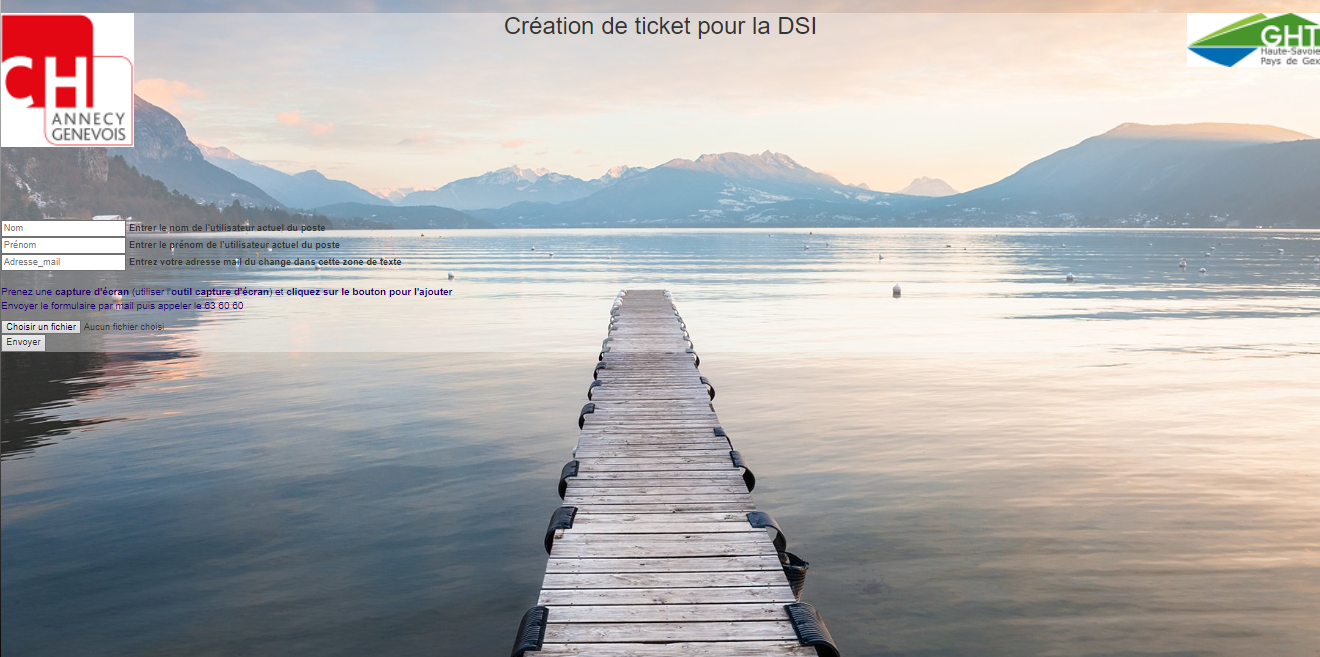 Création de ticket pour la DSI
CH
ANNECY
GENEVOIS
GHT
Haute-Savoie
Pays de Gex
Nom Entrer le nom de l'utilisateur actuel du poste
Prénom Entrer le prénom de l'utilisateur actuel du poste
Adresse_mail Entrez votre adresse mail du change dans cette zone de texte
Prenez une capture d'écran (utiliser l'outil capture d'écran) et cliquez sur le bouton pour l'ajouter
Envoyer le formulaire par mail puis appeler le 63 60 60
Choisir un fichier Aucun fichier choisi
Envoyer